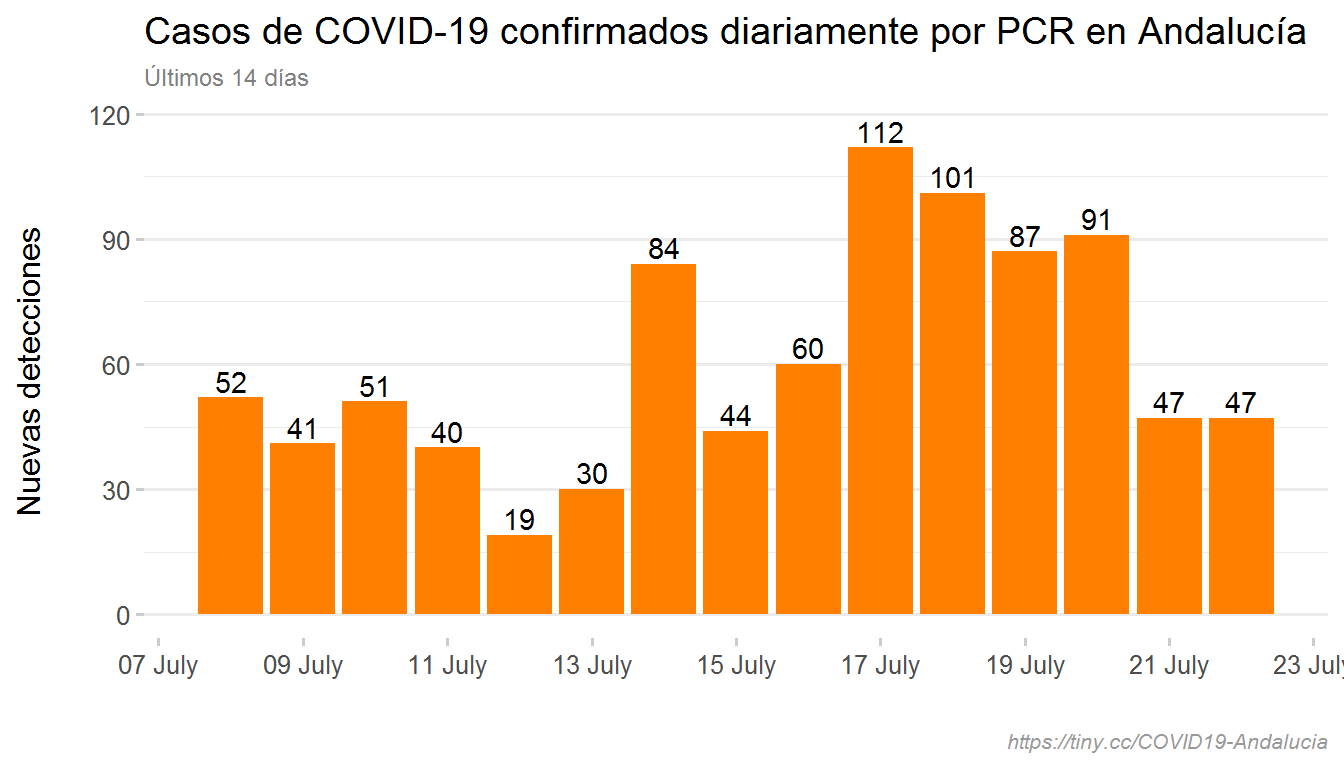 Casos de COVID-19 confirmados diariamente por PCR en Andalucía
Últimos 14 días
Nuevas detecciones
120
90
60
30
0
52
41
51
40
19
30
84
44
60
112
101
87
91
47
47
07 July
09 July
11 July
13 July
15 July
17 July
19 July
21 July
23 July
https://tiny.cc/COVID19-Andalucia